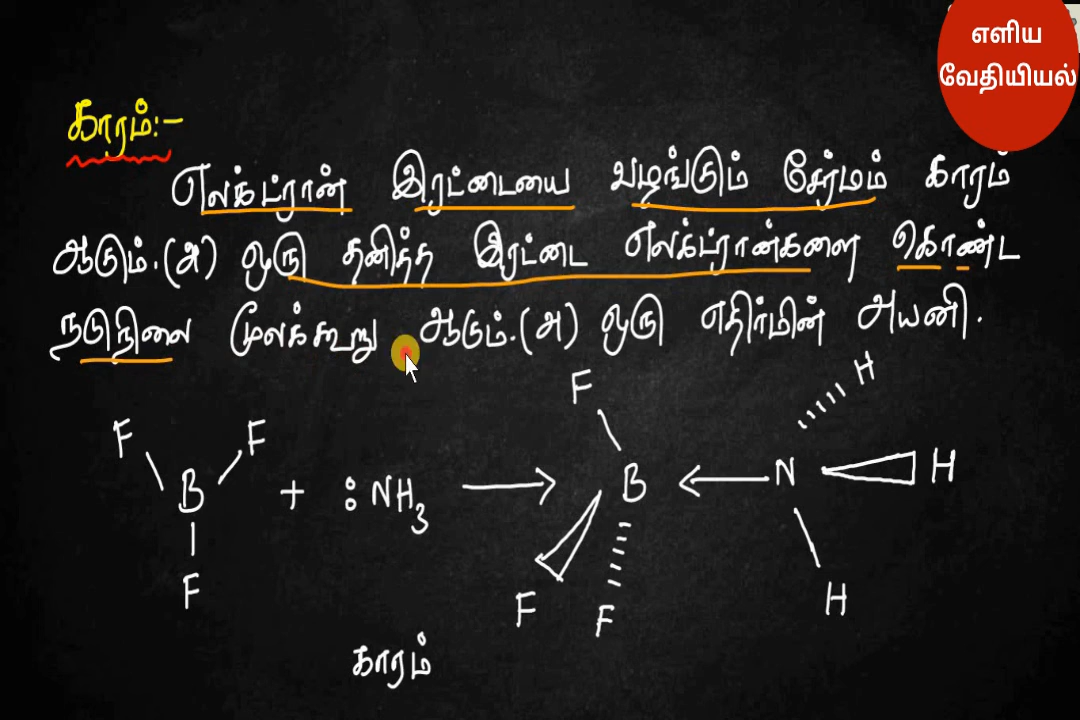 எளிய
வேதியியல்
காரம்:-
எலக்ட்ரான் இரட்டையை வழங்கும் சேர்மம் காரம்
ஆகும்.(அ) ஒரு தனித்த இரட்டை எலக்ட்ரான்களை கொண்ட
நடுநிலை மூலக்கூறு ஆகும்.(அ) ஒரு எதிர்மின் அயனி.
F F B F + :NH3 → F B F F ← N H H H
காரம்